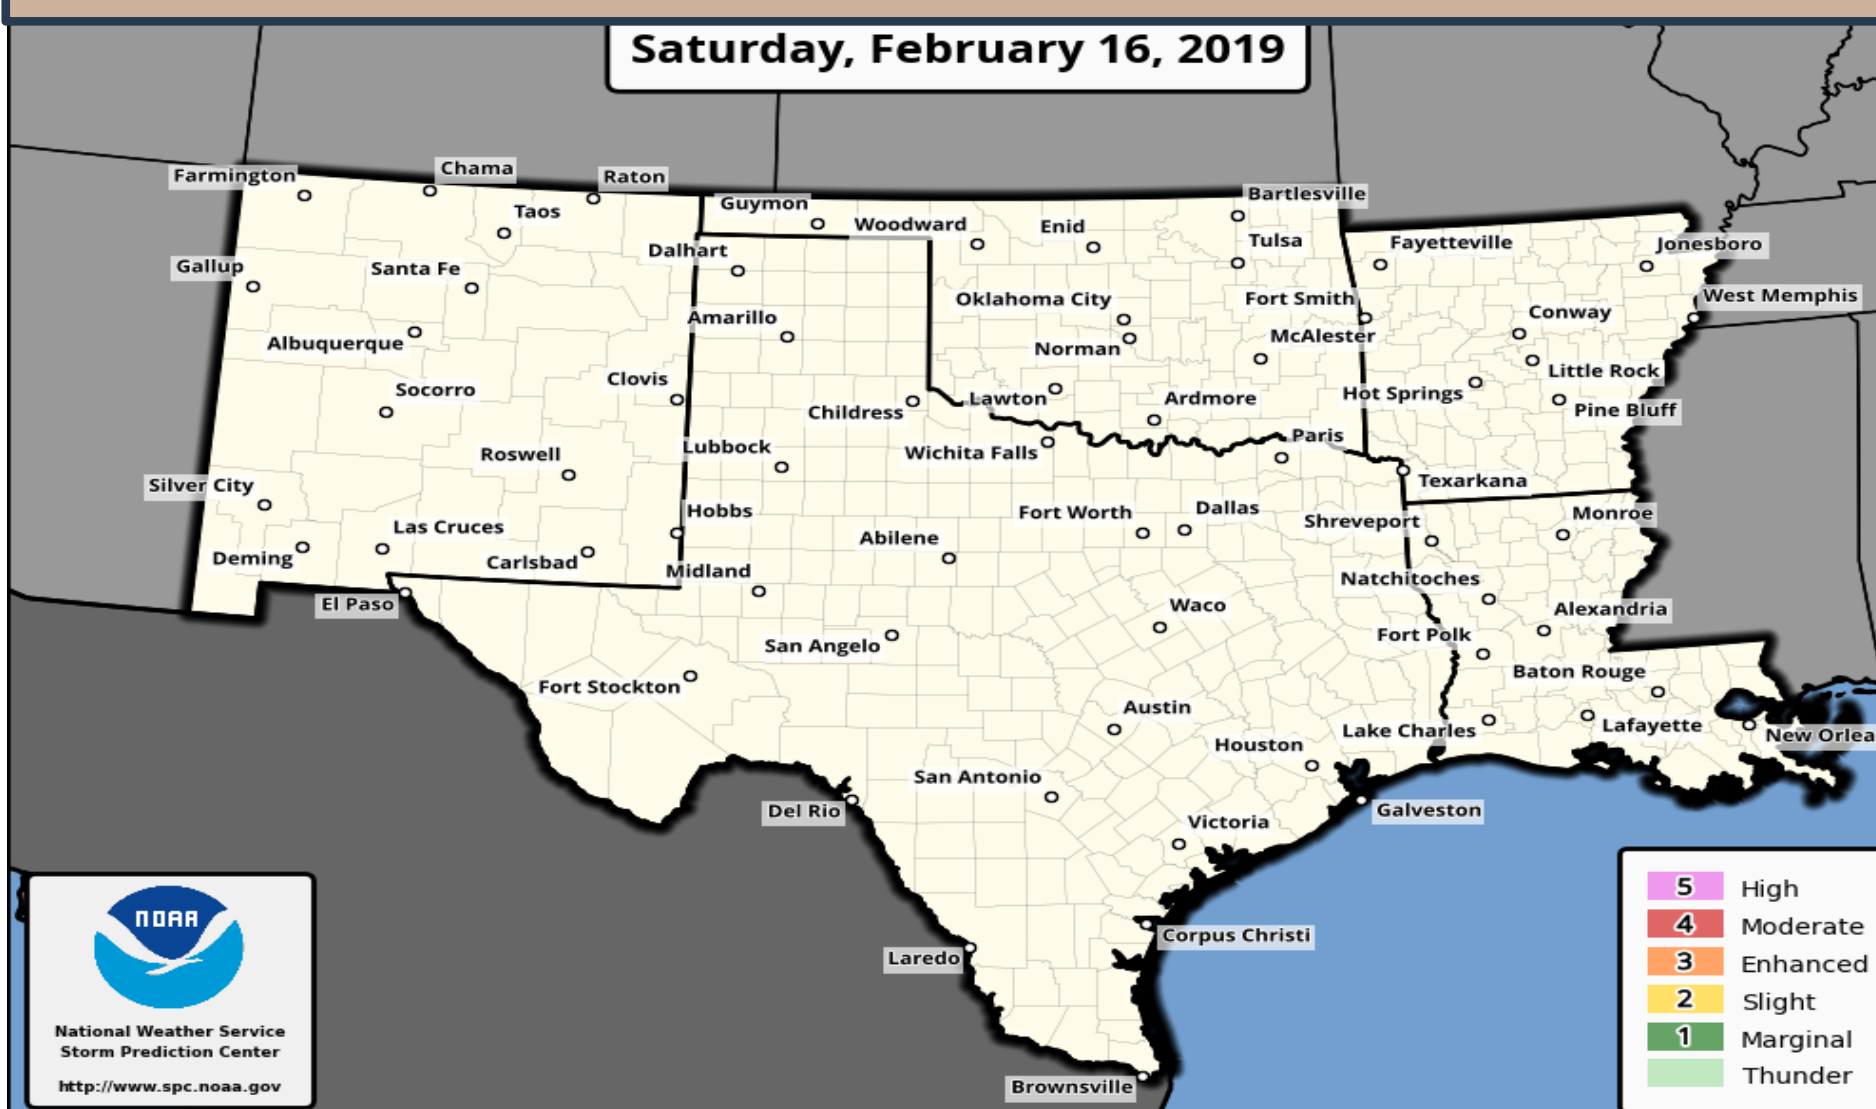 Saturday, February 16, 2019
Farmington
Chama
Raton
Taos
Guymon
Woodward
Enid
Bartlesville
Tulsa
Fayetteville
Jonesboro
Gallup
Santa Fe
Dalhart
Amarillo
Oklahoma City
Fort Smith
West Memphis
Conway
Albuquerque
Norman
McAlester
Little Rock
Socorro
Clovis
Childress
Lawton
Ardmore
Hot Springs
Pine Bluff
Roswell
Lubbock
Wichita Falls
Paris
Texarkana
Silver City
Hobbs
Fort Worth
Dallas
Shreveport
Monroe
Las Cruces
Deming
Carlsbad
Midland
Abilene
Natchitoches
El Paso
Waco
Alexandria
San Angelo
Fort Polk
Fort Stockton
Baton Rouge
Austin
Lake Charles
Lafayette
New Orlea
Houston
San Antonio
Del Rio
Galveston
Victoria
Corpus Christi
Laredo
Brownsville
NOAA
National Weather Service
Storm Prediction Center
http://www.spc.noaa.gov
5 High
4 Moderate
3 Enhanced
2 Slight
1 Marginal
Thunder